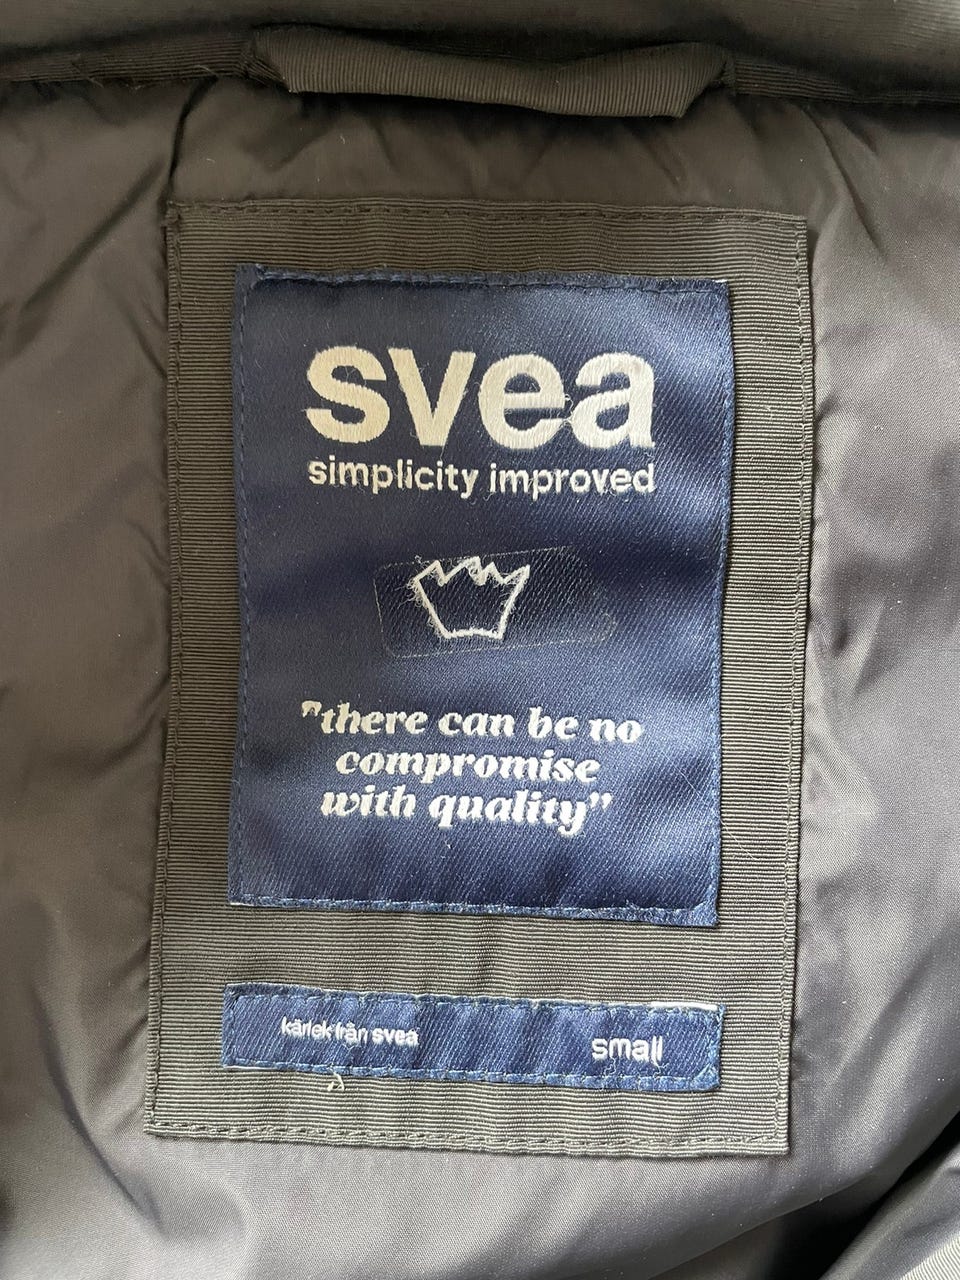 svea
simplicity improved
"there can be no
compromise
with quality"
kärlek från svea
small